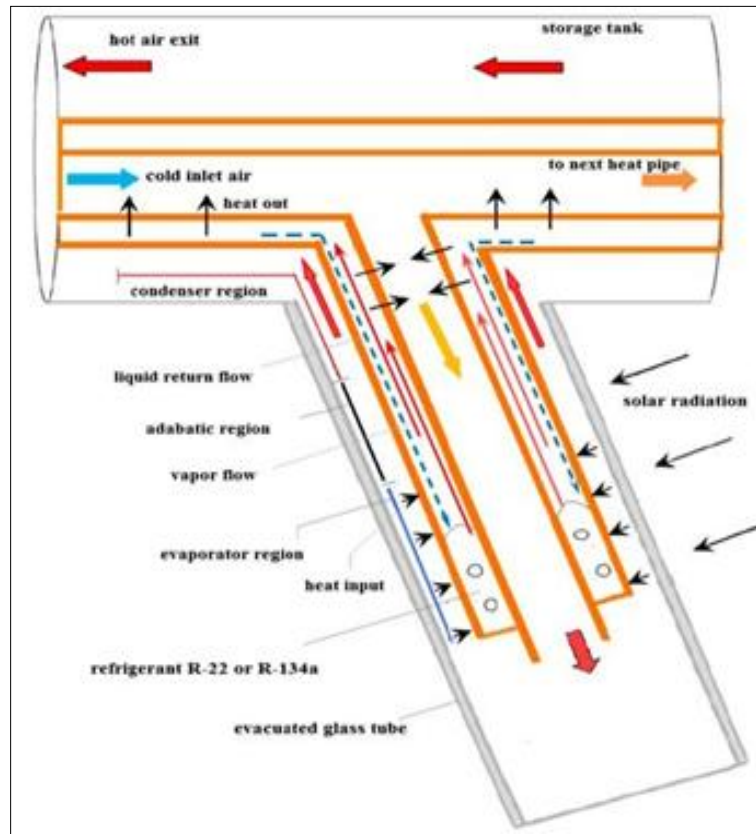 hot air exit
storage tank
cold inlet air
to next heat pipe
heat out
condenser region
liquid return flow
solar radiation
adabatic region
vapor flow
evaporator region
heat input
refrigerant R-22 or R-134a
evacuated glass tube